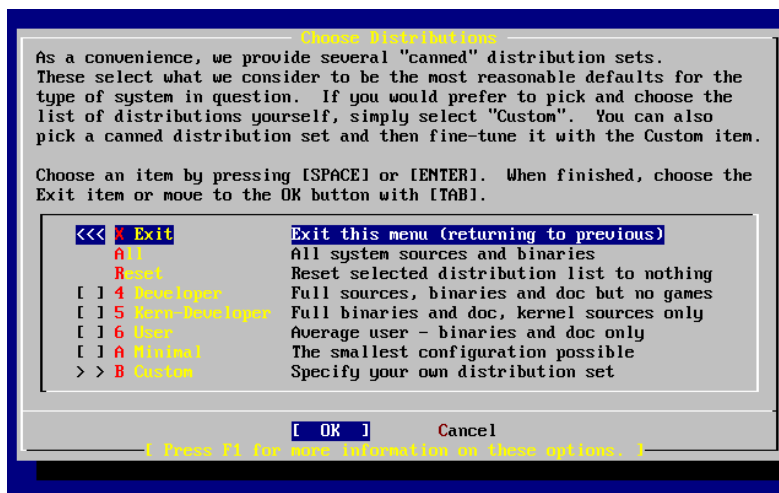 Choose Distributions
As a convenience, we provide several "canned" distribution sets.
These select what we consider to be the most reasonable defaults for the
type of system in question.  If you would prefer to pick and choose the
list of distributions yourself, simply select "Custom".  You can also
pick a canned distribution set and then fine-tune it with the Custom item.
Choose an item by pressing [SPACE] or [ENTER].  When finished, choose the
Exit item or move to the OK button with [TAB].
<<< X Exit Exit this menu (returning to previous)
All All system sources and binaries
Reset Reset selected distribution list to nothing
[ ] 4 Developer Full sources, binaries and doc but no games
[ ] 5 Kern-Developer Full binaries and doc, kernel sources only
[ ] 6 User Average user - binaries and doc only
[ ] A Minimal The smallest configuration possible
> > B Custom Specify your own distribution set
[ OK ] Cancel
[ Press F1 for more information on these options. ]